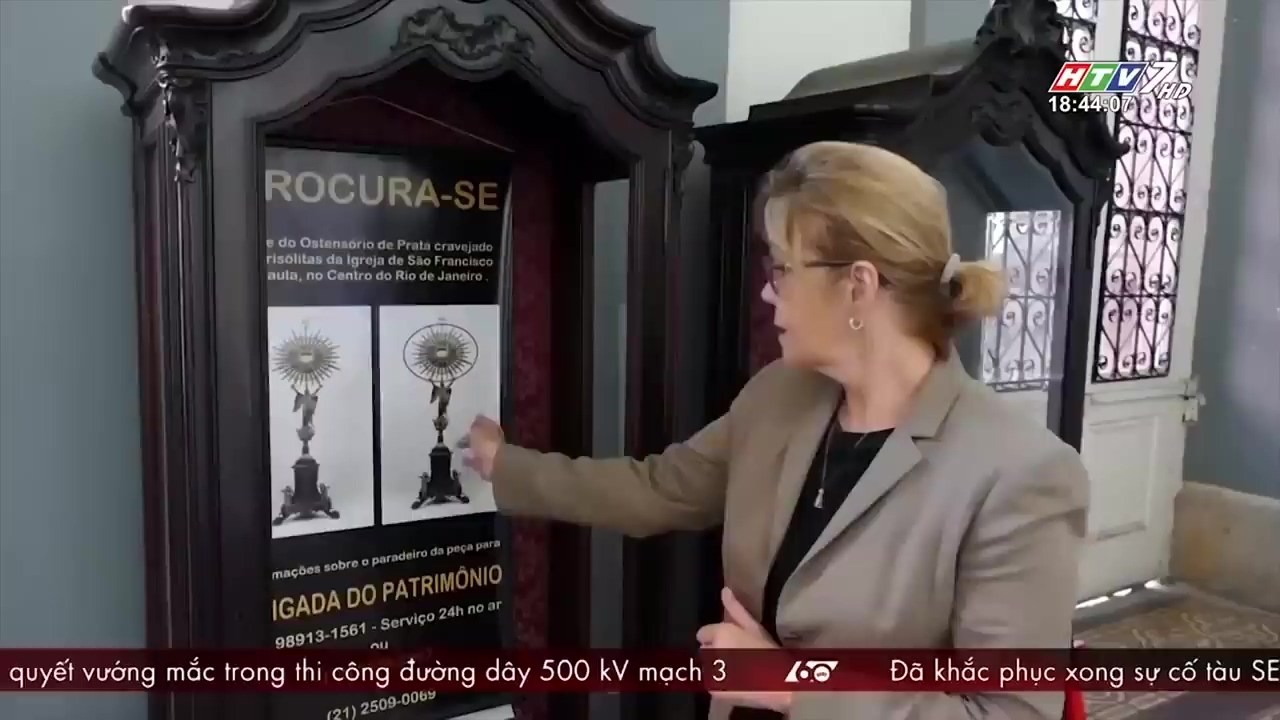 HTV7 HD
18:44:07
ROCURA-SE
e do Ostensório de Prata cravejado
risólitas da Igreja de São Francisco
aula, no Centro do Rio de Janeiro .
mações sobre o paradeiro da peça para
IGADA DO PATRIMÔNIO
98913-1561 - Serviço 24h no ar
ou
(21) 2509-0069
quyết vướng mắc trong thi công đường dây 500 kV mạch 3
60
Đã khắc phục xong sự cố tàu SE